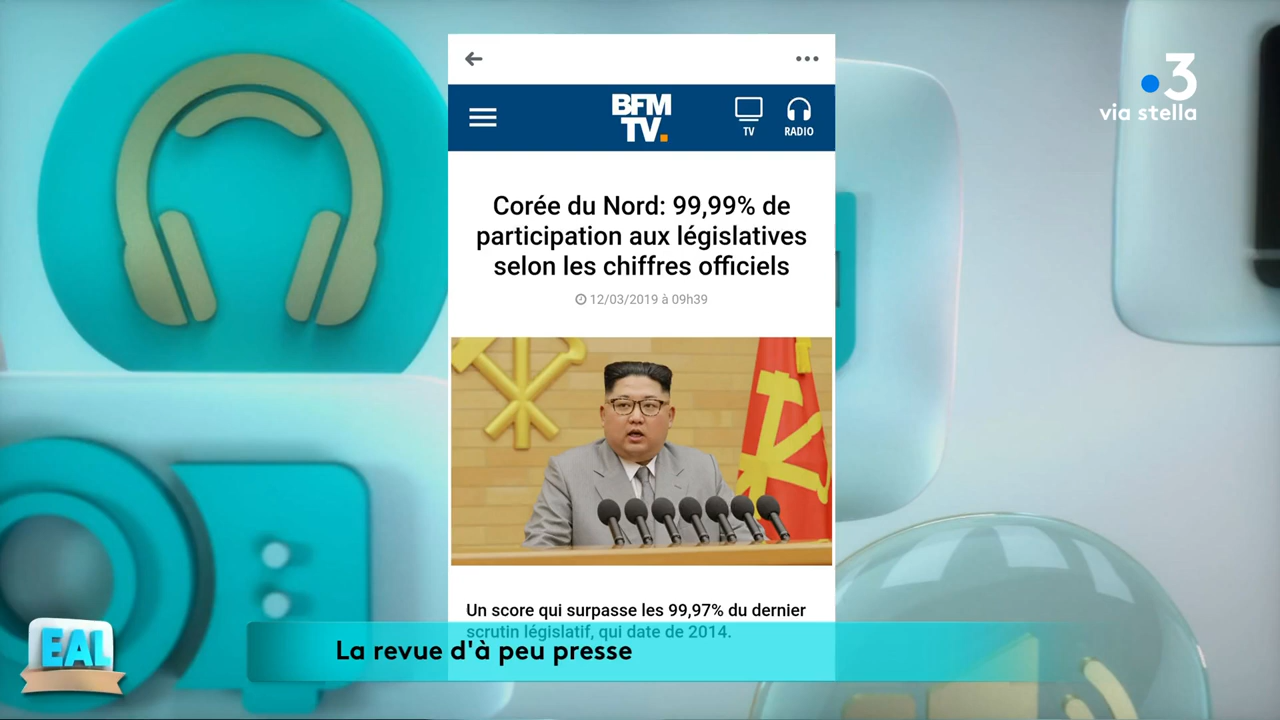 3
via stella
BFM
TV.
TV
RADIO
Corée du Nord: 99,99% de
participation aux législatives
selon les chiffres officiels
12/03/2019 à 09h39
Un score qui surpasse les 99,97% du dernier
scrutin législatif, qui date de 2014.
La revue d'à peu presse
EAL